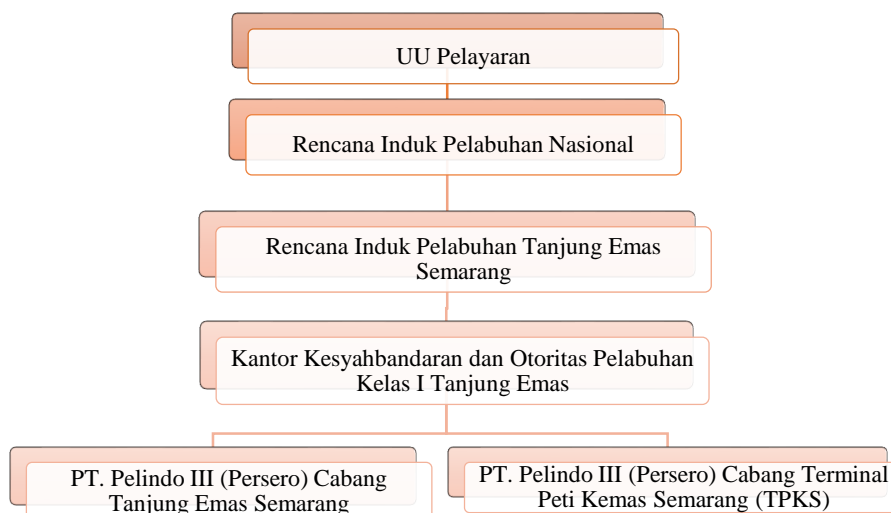 UU Pelayaran
Rencana Induk Pelabuhan Nasional
Rencana Induk Pelabuhan Tanjung Emas
Semarang
Kantor Kesyahbandaran dan Otoritas Pelabuhan
Kelas I Tanjung Emas
PT. Pelindo III (Persero) Cabang
Tanjung Emas Semarang
PT. Pelindo III (Persero) Cabang Terminal
Peti Kemas Semarang (TPKS)